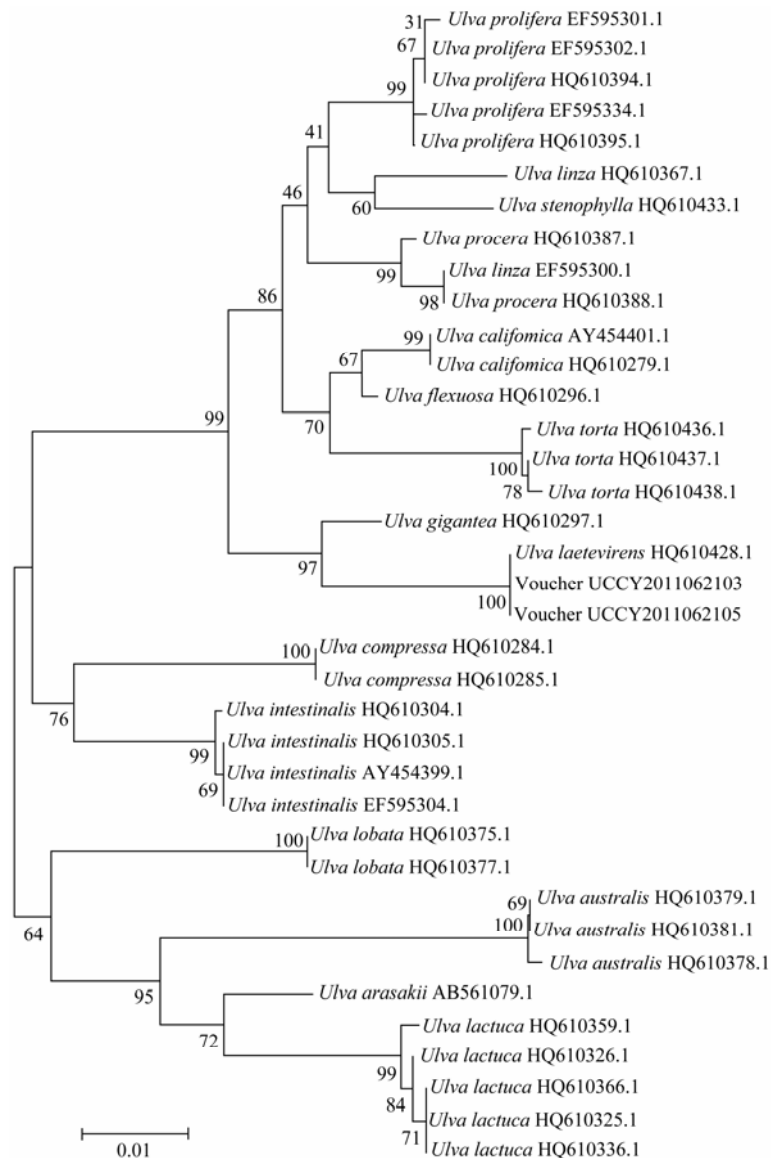 31
Ulva prolifera EF595301.1
67
Ulva prolifera EF595302.1
Ulva prolifera HQ610394.1
99
Ulva prolifera EF595334.1
41
Ulva prolifera HQ610395.1
Ulva linza HQ610367.1
46
60
Ulva stenophylla HQ610433.1
Ulva procera HQ610387.1
99
Ulva linza EF595300.1
86
98
Ulva procera HQ610388.1
99
Ulva califomica AY454401.1
67
Ulva califomica HQ610279.1
Ulva flexuosa HQ610296.1
99
70
Ulva torta HQ610436.1
100
Ulva torta HQ610437.1
78
Ulva torta HQ610438.1
Ulva gigantea HQ610297.1
97
Ulva laetevirens HQ610428.1
Voucher UCCY2011062103
100
Voucher UCCY2011062105
100
Ulva compressa HQ610284.1
Ulva compressa HQ610285.1
76
Ulva intestinalis HQ610304.1
99
Ulva intestinalis HQ610305.1
Ulva intestinalis AY454399.1
69
Ulva intestinalis EF595304.1
100
Ulva lobata HQ610375.1
Ulva lobata HQ610377.1
69
Ulva australis HQ610379.1
64
100
Ulva australis HQ610381.1
Ulva australis HQ610378.1
95
Ulva arasakii AB561079.1
72
Ulva lactuca HQ610359.1
99
Ulva lactuca HQ610326.1
84
Ulva lactuca HQ610366.1
Ulva lactuca HQ610325.1
71
Ulva lactuca HQ610336.1
0.01